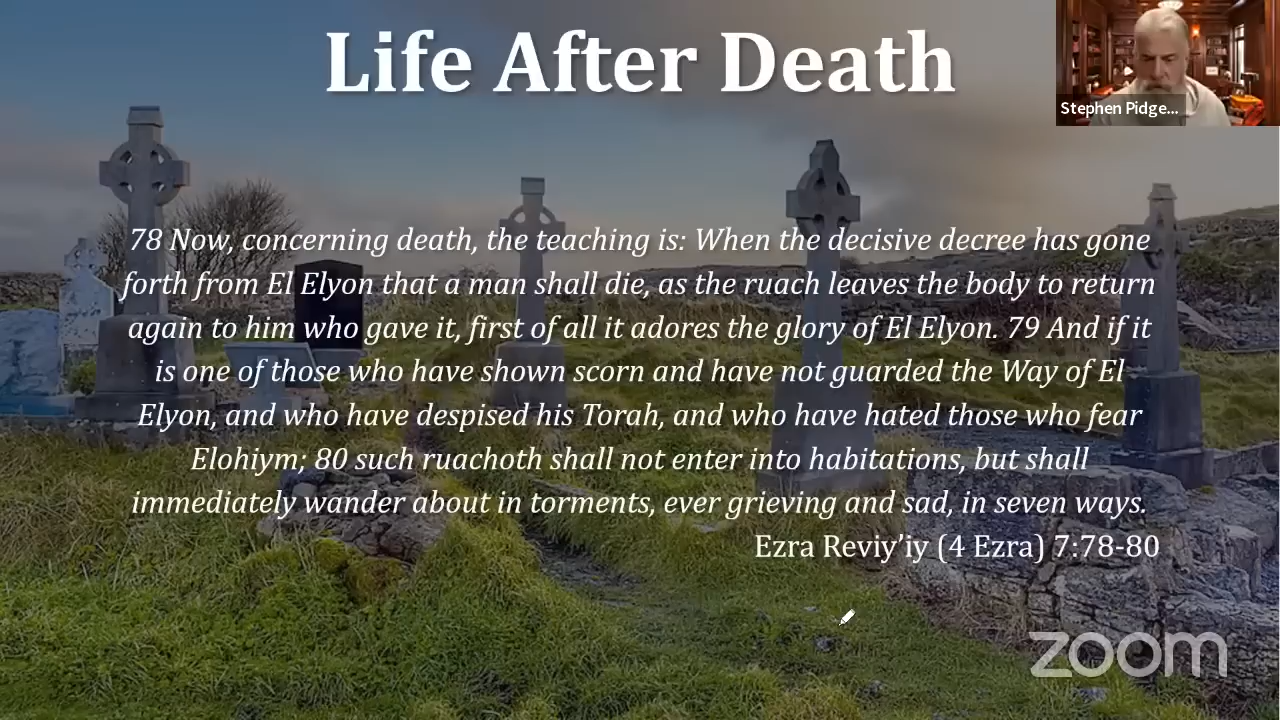 Life After Death
Stephen Pidge...
78 Now, concerning death, the teaching is: When the decisive decree has gone
forth from El Elyon that a man shall die, as the ruach leaves the body to return
again to him who gave it, first of all it adores the glory of El Elyon. 79 And if it
is one of those who have shown scorn and have not guarded the Way of El
Elyon, and who have despised his Torah, and who have hated those who fear
Elohiym; 80 such ruachoth shall not enter into habitations, but shall
immediately wander about in torments, ever grieving and sad, in seven ways.
Ezra Reviy’iy (4 Ezra) 7:78-80
zoom